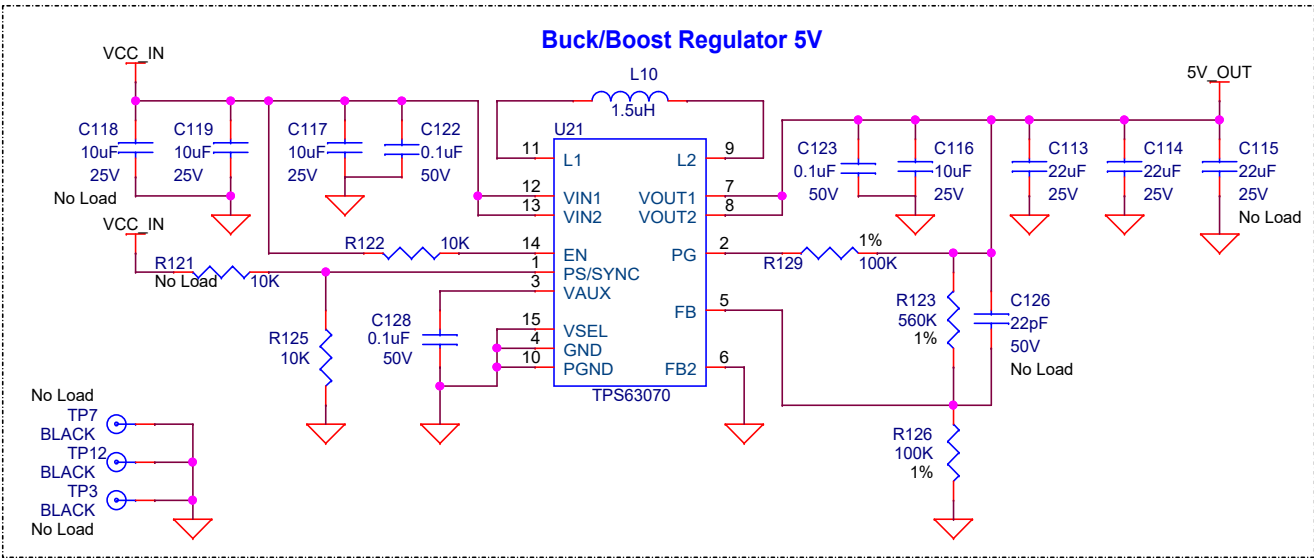 Buck/Boost Regulator 5V
VCC_IN
L10
1.5uH
5V_OUT
C118
10uF
25V
No Load
C119
10uF
25V
C117
10uF
25V
C122
0.1uF
50V
U21
11
L1
L2
9
12
VIN1
VOUT1
7
13
VIN2
VOUT2
8
14
EN
PG
2
1
PS/SYNC
3
VAUX
FB
5
15
VSEL
4
GND
10
PGND
FB2
6
TPS63070
C123
0.1uF
50V
C116
10uF
25V
C113
22uF
25V
C114
22uF
25V
C115
22uF
25V
No Load
VCC_IN
R122
10K
R121
No Load
10K
R125
10K
C128
0.1uF
50V
R129
1%
100K
R123
560K
1%
C126
22pF
50V
No Load
R126
100K
1%
No Load
TP7
BLACK
TP12
BLACK
TP3
BLACK
No Load